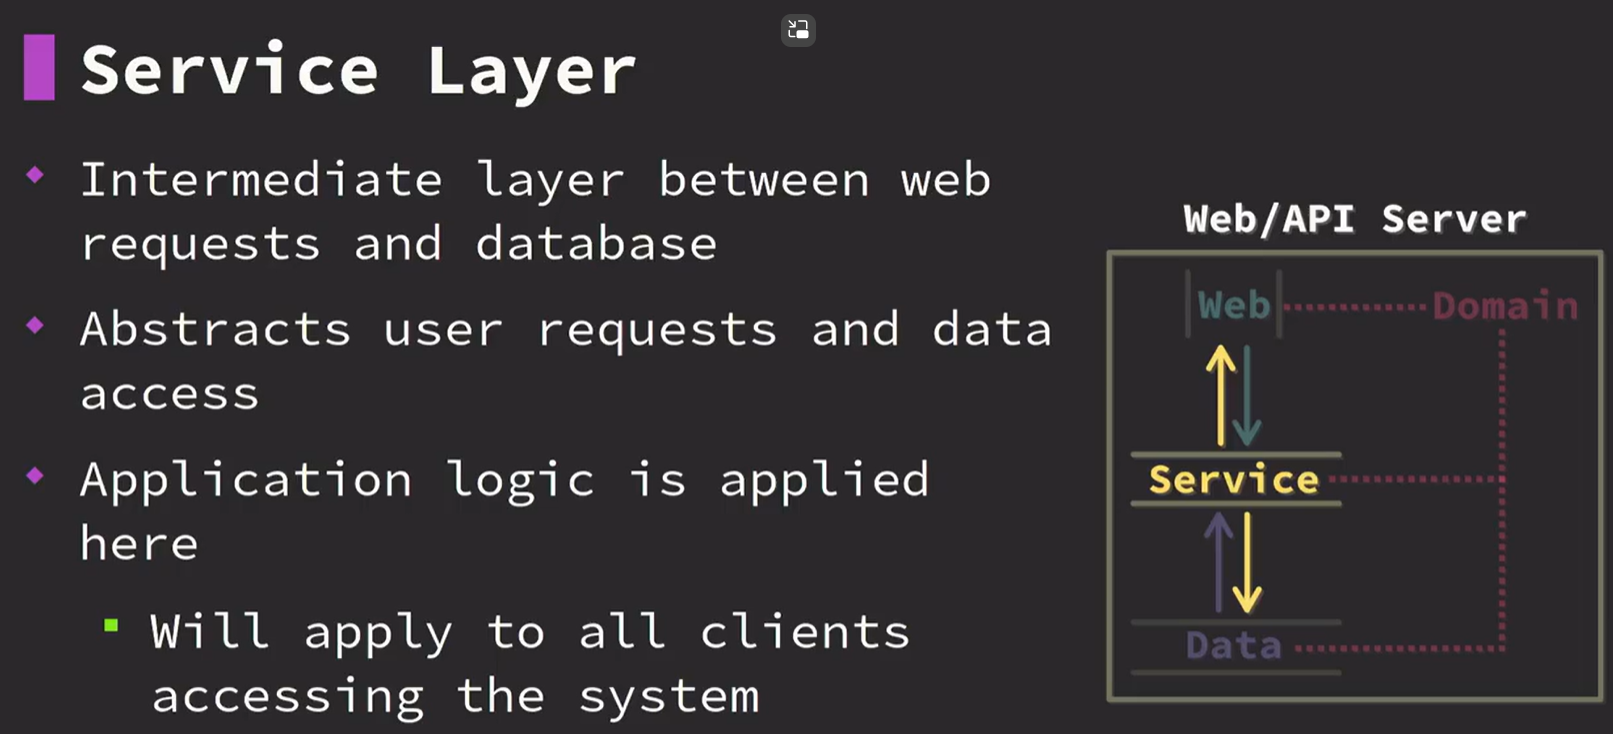 Service Layer
Intermediate layer between web
requests and database
Abstracts user requests and data
access
Application logic is applied
here
Will apply to all clients
accessing the system
Web/API Server
Web
Domain
Service
Data